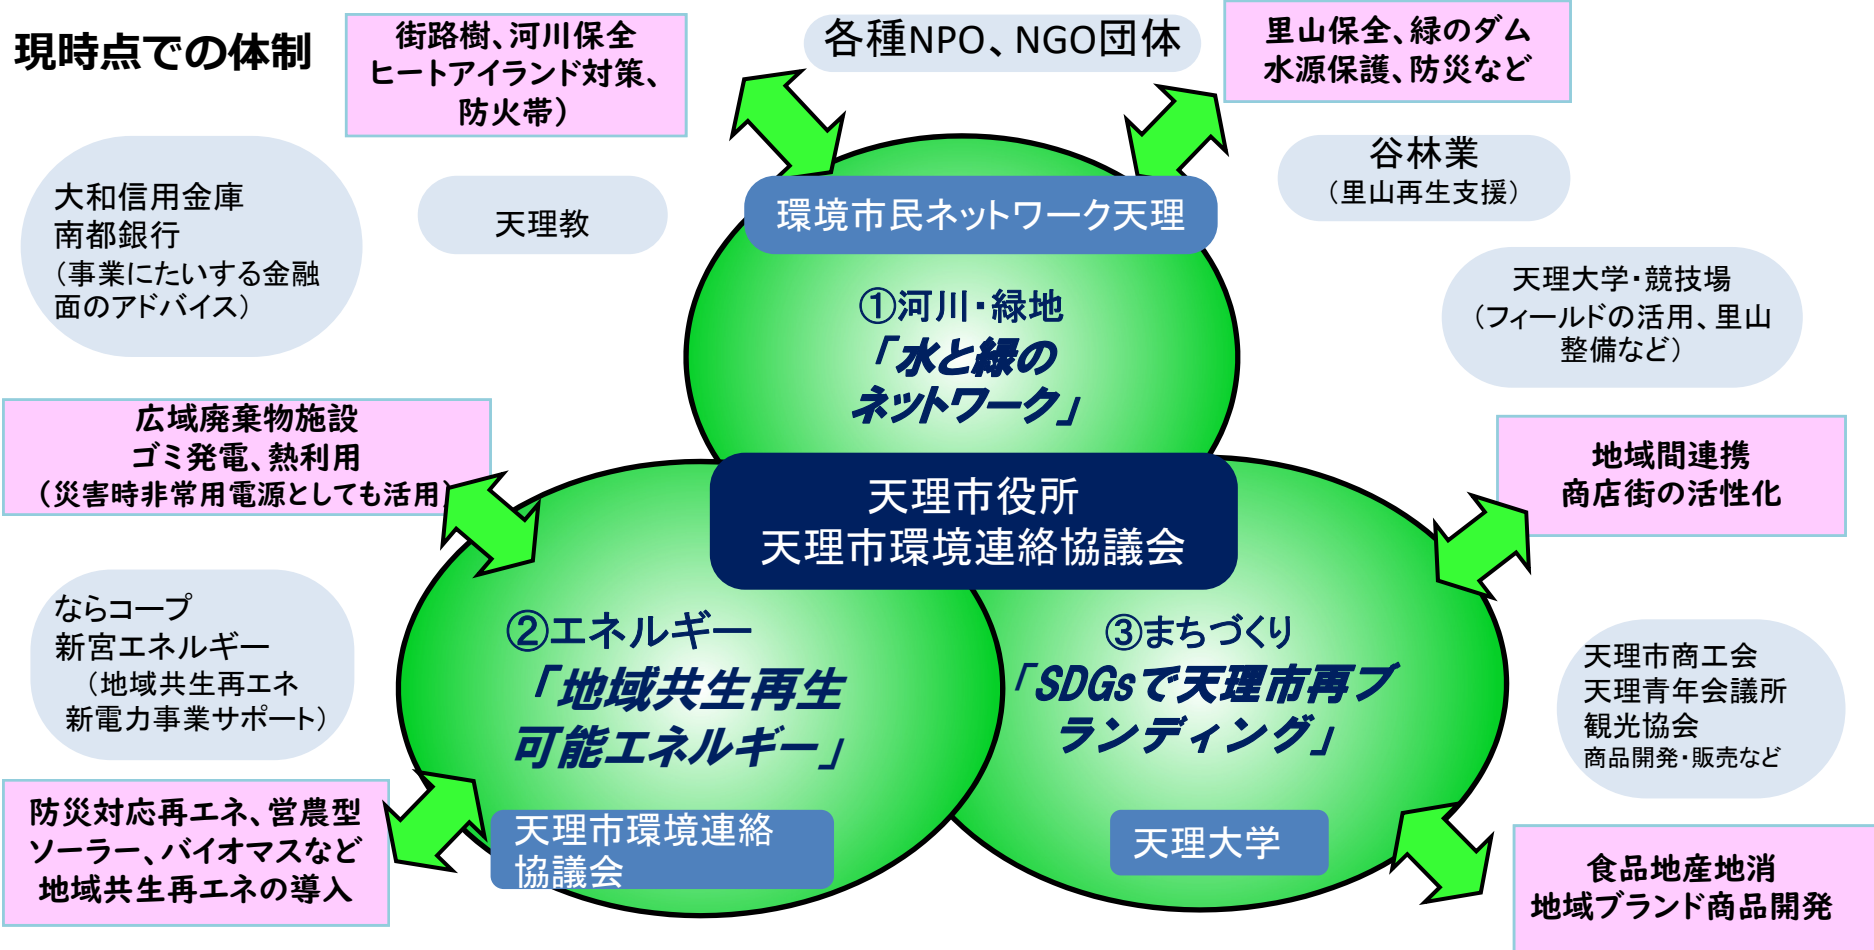 現時点での体制
街路樹、河川保全
ヒートアイランド対策、
防火帯）
各種NPO、NGO団体
里山保全、緑のダム
水源保護、防災など
大和信用金庫
南都銀行
（事業にたいする金融
面のアドバイス）
天理教
環境市民ネットワーク天理
谷林業
（里山再生支援）
天理大学・競技場
（フィールドの活用、里山
整備など）
①河川・緑地
「水と緑の
ネットワーク」
広域廃棄物施設
ゴミ発電、熱利用
（災害時非常用電源としても活用）
天理市役所
天理市環境連絡協議会
地域間連携
商店街の活性化
ならコープ
新宮エネルギー
（地域共生再エネ
新電力事業サポート）
②エネルギー
「地域共生再生
可能エネルギー」
③まちづくり
「SDGsで天理市再ブ
ランディング」
天理市商工会
天理青年会議所
観光協会
商品開発・販売など
防災対応再エネ、営農型
ソーラー、バイオマスなど
地域共生再エネの導入
天理市環境連絡
協議会
天理大学
食品地産地消
地域ブランド商品開発